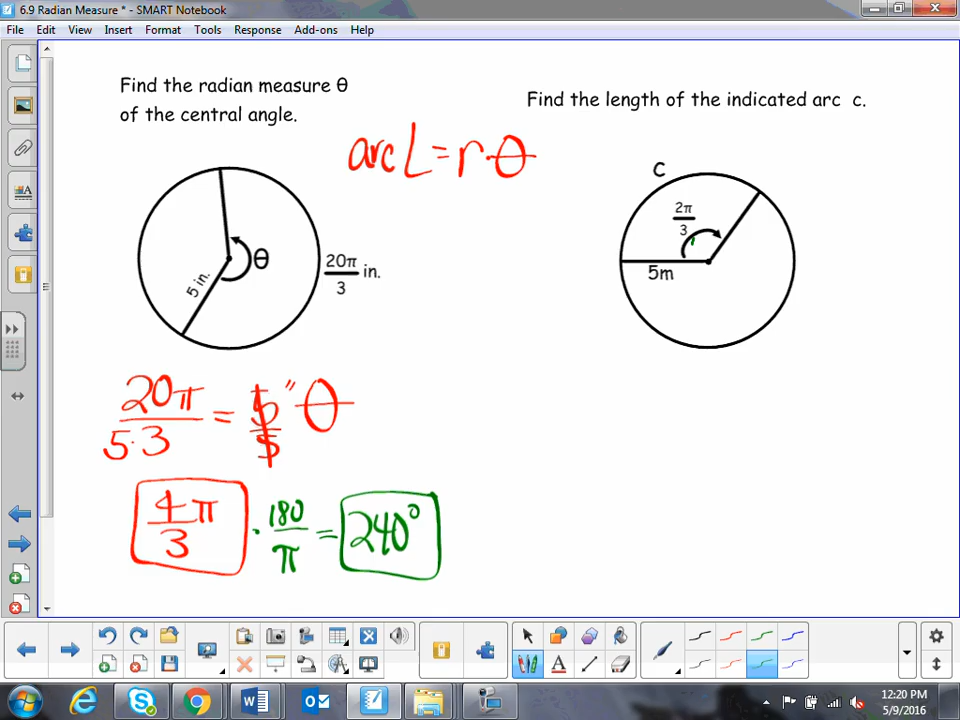 6.9 Radian Measure * - SMART Notebook
File Edit View Insert Format Tools Response Add-ons Help
Find the radian measure θ
of the central angle.
arc L = r·θ
θ
5 in.
20π
3
in.
Find the length of the indicated arc c.
c
2π
3
5m
20π
5·3
= 5" θ
5
4π
3
· 180
π
= 240°
A
12:20 PM
5/9/2016